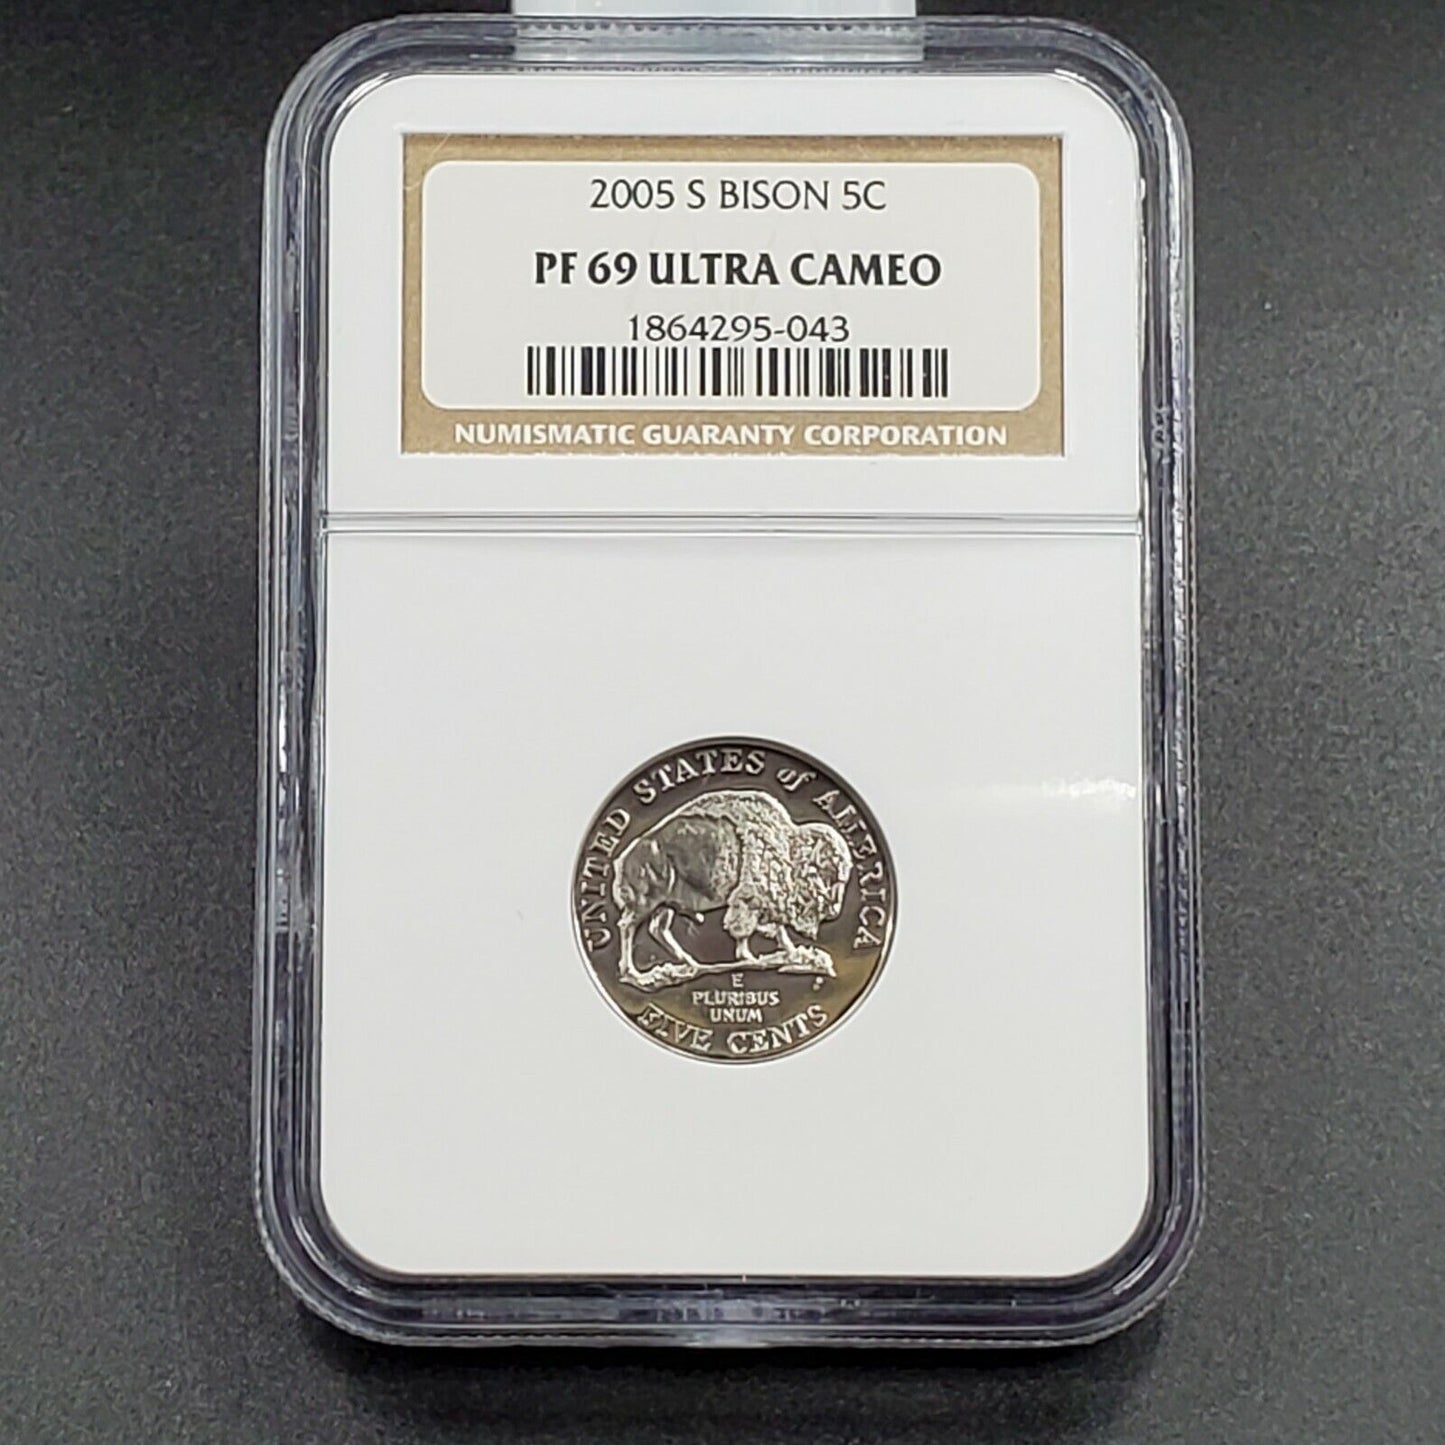 2005 S BISON 5C
PF 69 ULTRA CAMEO
1864295-043
NUMISMATIC GUARANTY CORPORATION
UNITED STATES of AMERICA
E
PLURIBUS
UNUM
FIVE CENTS